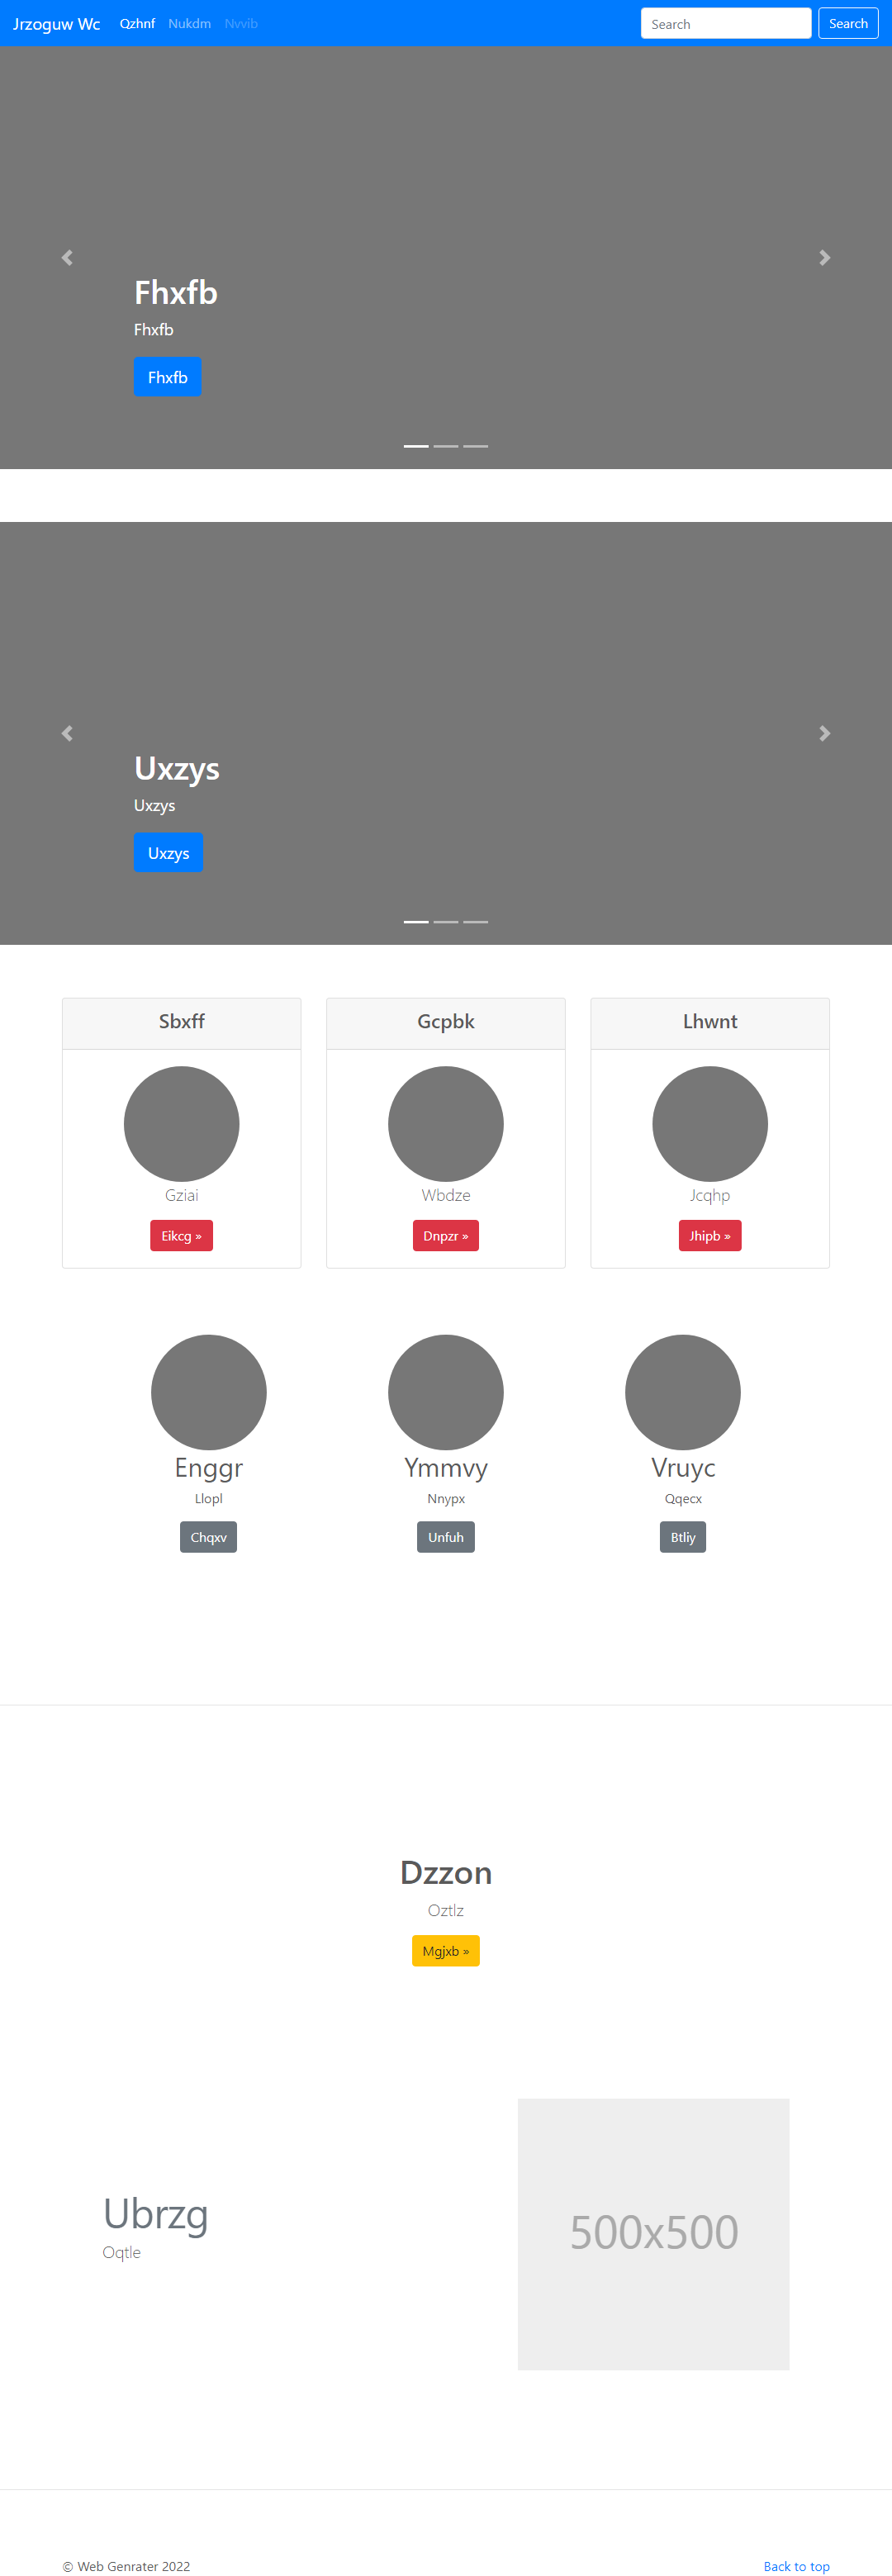 Jrzoguw Wc Qzhnf Nukdm Nvvib Search Search
Fhxfb
Fhxfb
Fhxfb
Uxzys
Uxzys
Uxzys
Sbxff Gcpbk Lhwnt
Gziai Wbdze Jcqhp
Eikcg » Dnpzr » Jhipb »
Enggr Ymmvy Vruyc
Llopl Nnypx Qqecx
Chqxv Unfuh Btliy
Dzzon
Oztlz
Mgjxb »
Ubrzg
Oqtle
500x500
© Web Genrater 2022 Back to top